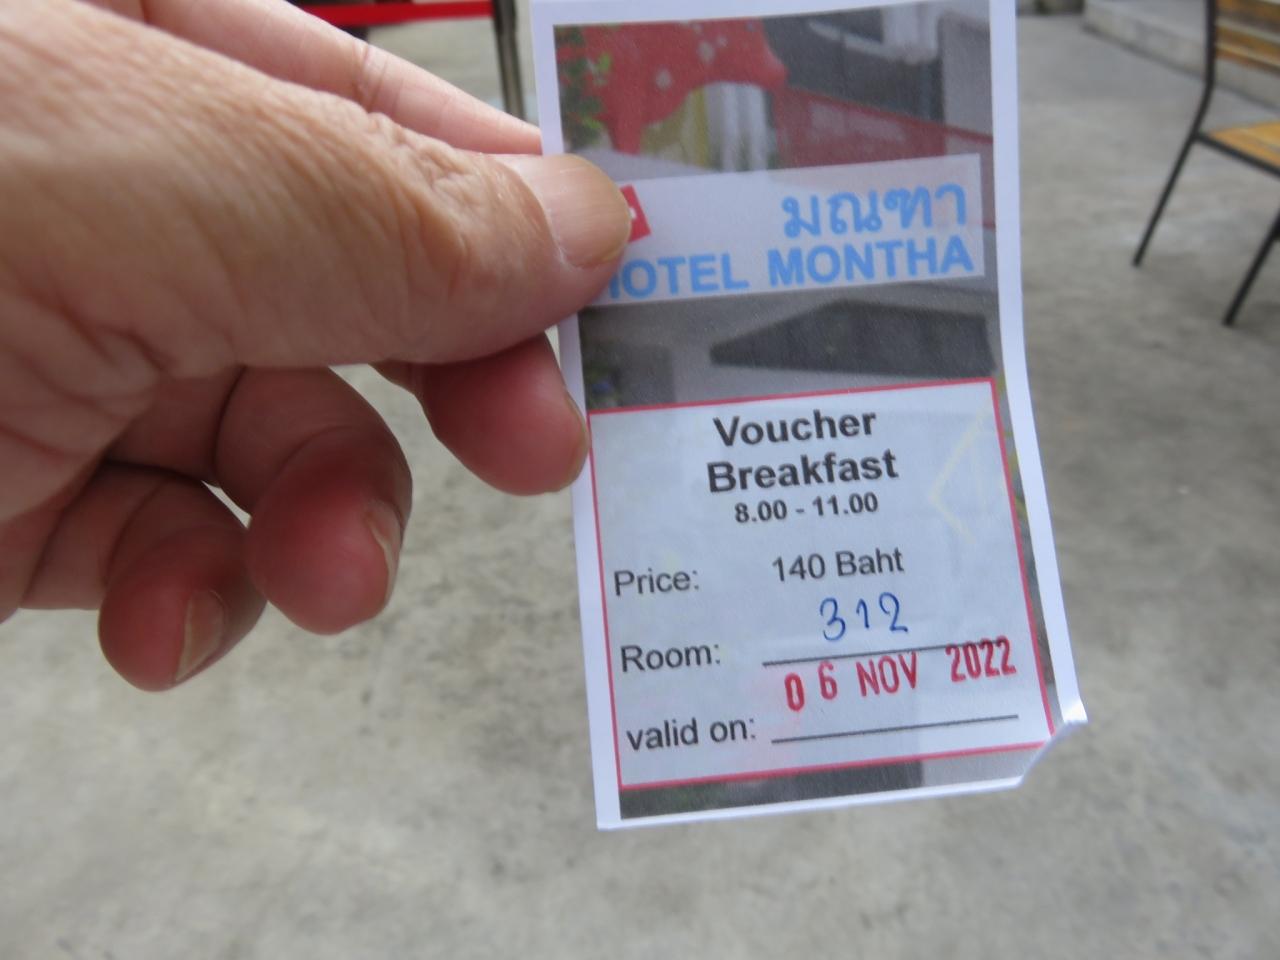 มณฑา
HOTEL MONTHA
Voucher
Breakfast
8.00 - 11.00
Price: 140 Baht
Room: 312
valid on: 06 NOV 2022